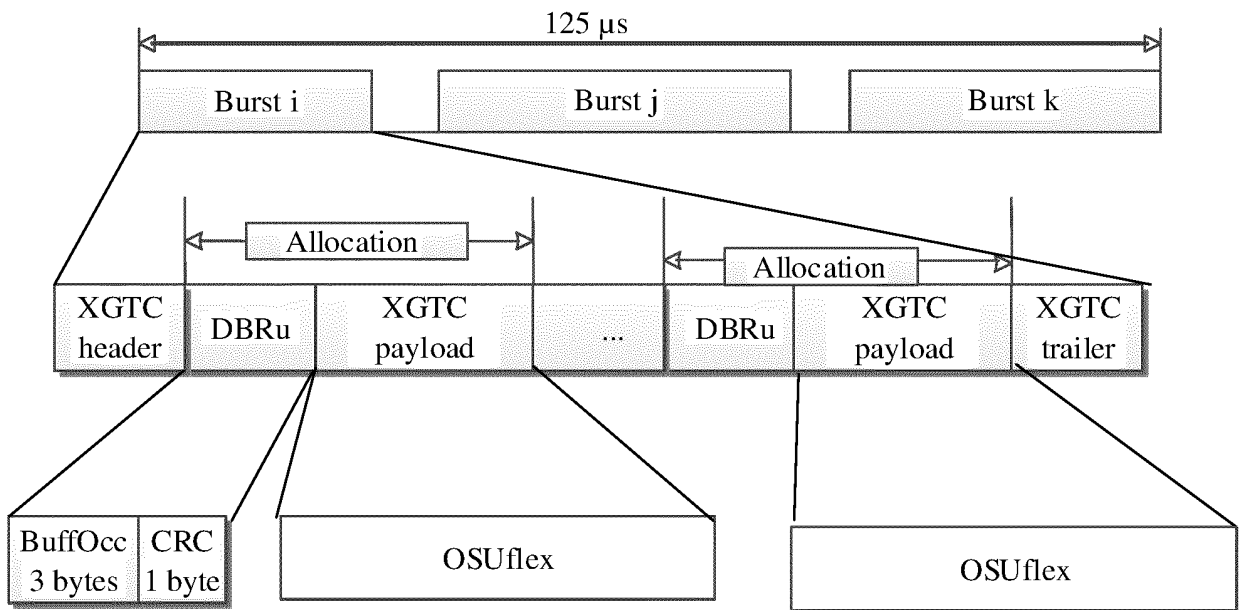 125 μs
Burst i
Burst j
Burst k
Allocation
Allocation
XGTC
header
DBRu
XGTC
payload
...
DBRu
XGTC
payload
XGTC
trailer
BuffOcc
3 bytes
CRC
1 byte
OSUflex
OSUflex